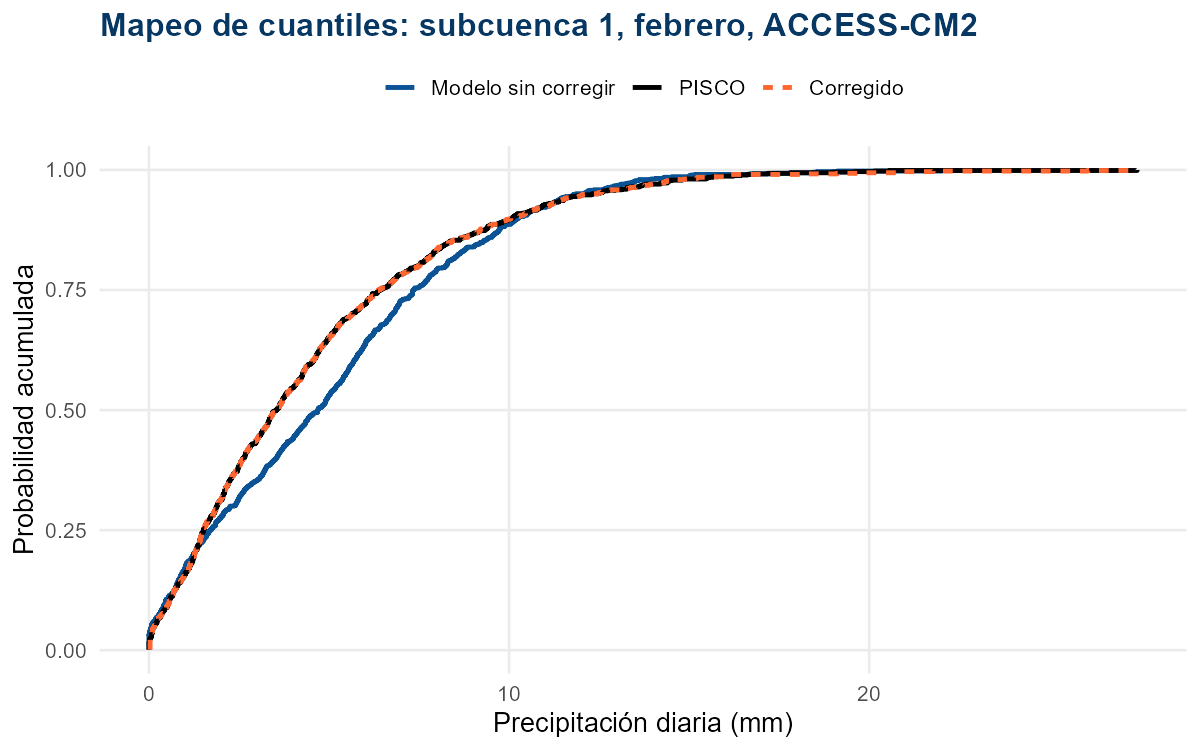 Mapeo de cuantiles: subcuenca 1, febrero, ACCESS-CM2
Modelo sin corregir PISCO Corregido
1.00
0.75
0.50
0.25
0.00
Probabilidad acumulada
0 10 20
Precipitación diaria (mm)